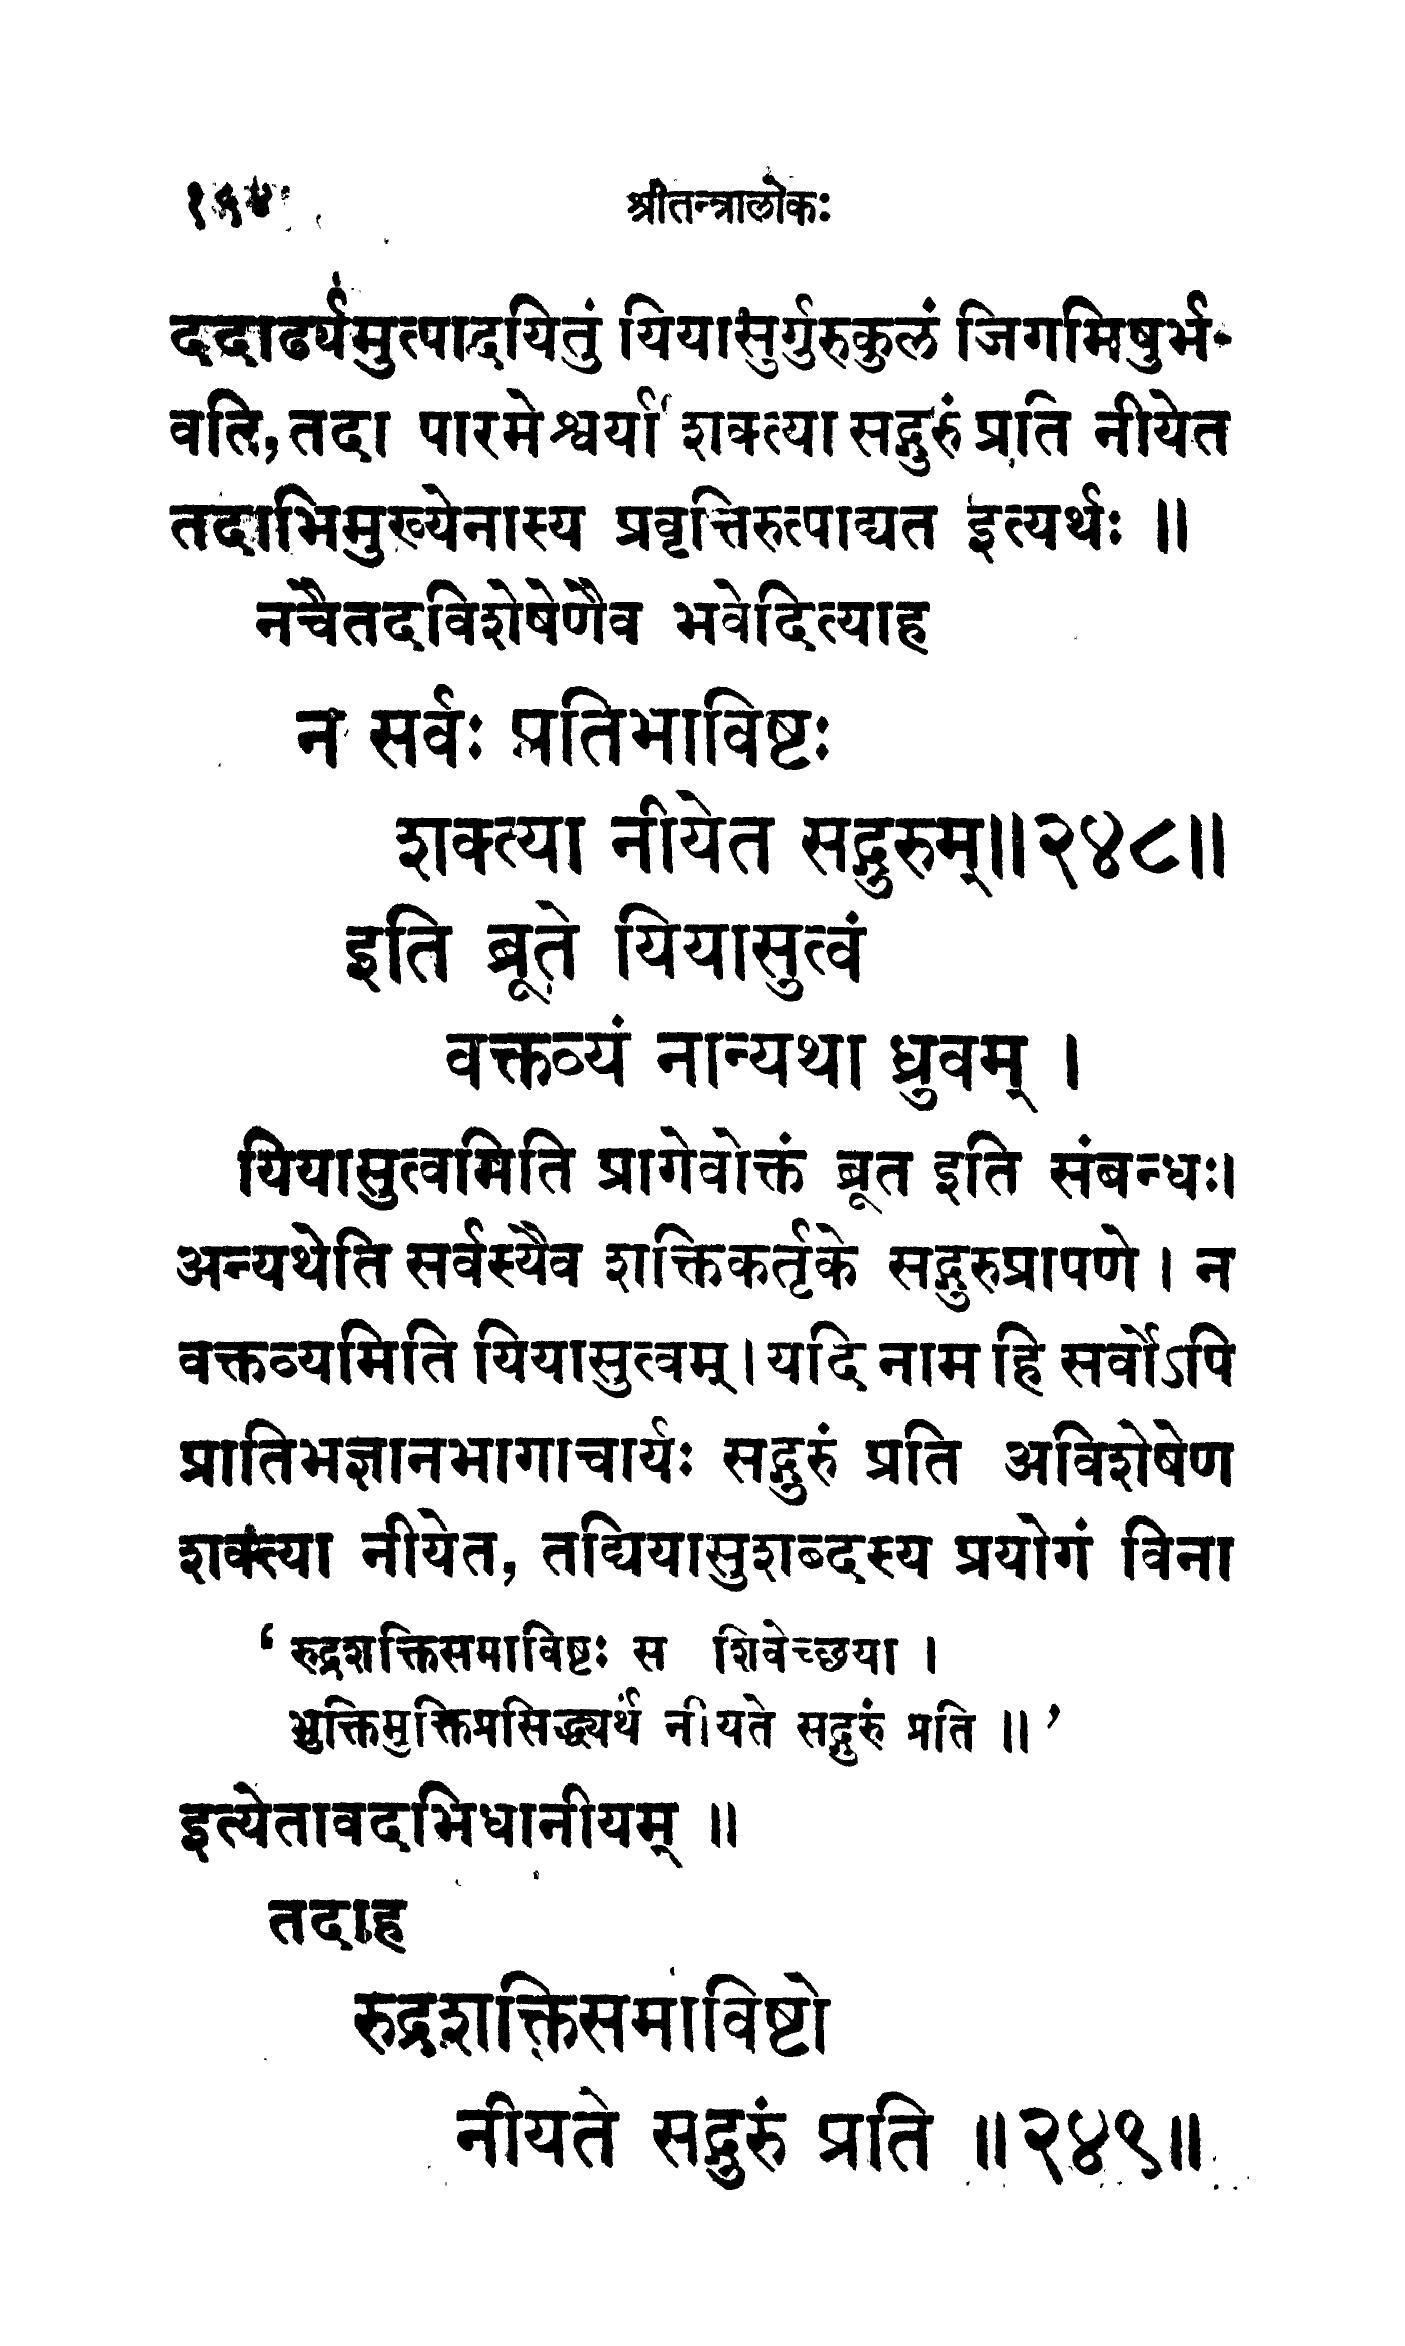 १५४ श्रीतन्त्रालोकः
ददार्ढ्यमुत्पादयितुं यियासुर्गुरुकुलं जिगमिषुर्भ-
वति, तदा पारमेश्वर्या शक्त्या सद्गुरुं प्रति नीयेत
तदाभिमुख्येनास्य प्रवृत्तिरुत्पाद्यत इत्यर्थः ॥
नचैतदविशेषेणैव भवेदित्याह
न सर्वः प्रतिभाविष्टः
शक्त्या नीयेत सद्गुरुम्॥२४८॥
इति ब्रूते यियासुत्वं
वक्तव्यं नान्यथा ध्रुवम् ।
यियासुत्वमिति प्रागेवोक्तं ब्रूत इति संबन्धः।
अन्यथेति सर्वस्यैव शक्तिकर्तृके सद्गुरुप्रापणे । न
वक्तव्यमिति यियासुत्वम्। यदि नाम हि सर्वोऽपि
प्रातिभज्ञानभागाचार्यः सद्गुरुं प्रति अविशेषेण
शक्त्या नीयेत, तद्यियासुशब्दस्य प्रयोगं विना
‘ रुद्रशक्तिसमाविष्टः स शिवेच्छया ।
भुक्तिमुक्तिप्रसिद्ध्यर्थं नीयते सद्गुरुं प्रति ॥ ’
इत्येतावदभिधानीयम् ॥
तदाह
रुद्रशक्तिसमाविष्टो
नीयते सद्गुरुं प्रति ॥२४९॥